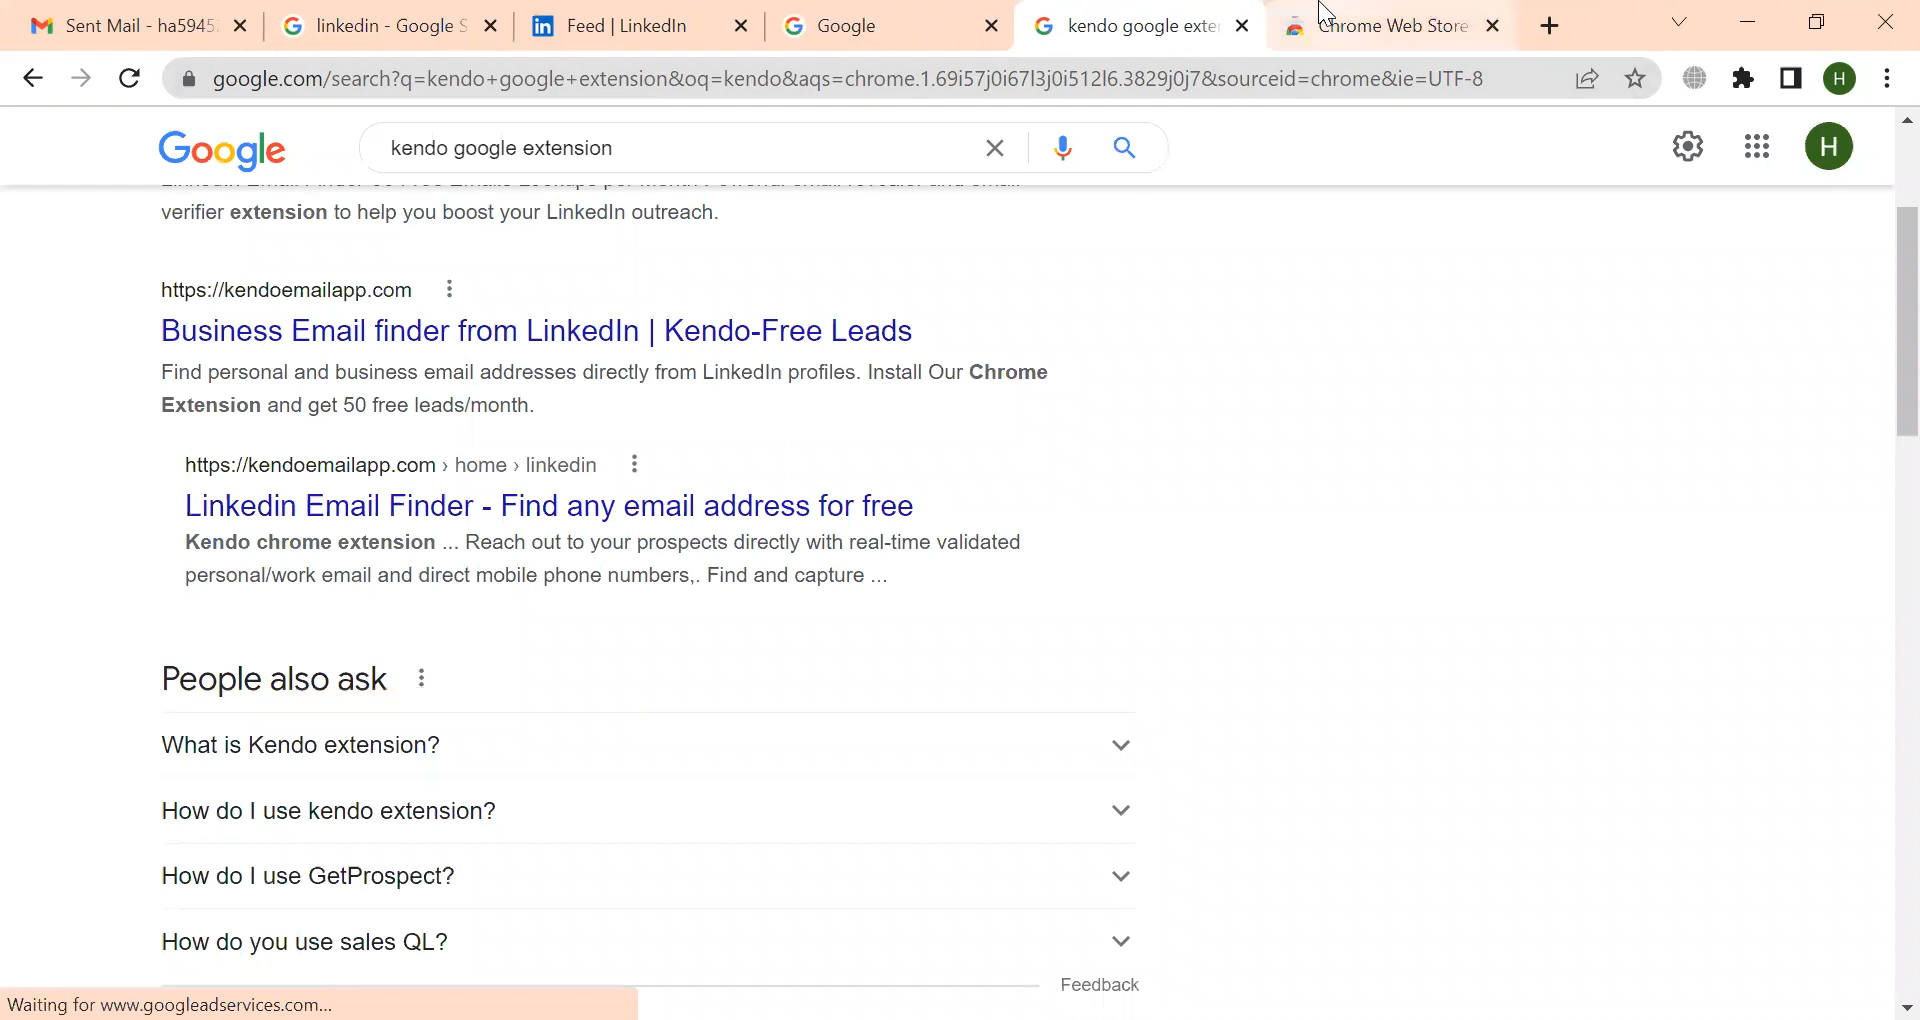 Sent Mail - ha5945
linkedin - Google S
Feed | LinkedIn
Google
kendo google exte
Chrome Web Store
google.com/search?q=kendo+google+extension&oq=kendo&aqs=chrome.1.69i57j0i67l3j0i512l6.3829j0j7&sourceid=chrome&ie=UTF-8
H
Google
kendo google extension
H
verifier extension to help you boost your LinkedIn outreach.
https://kendoemailapp.com
Business Email finder from LinkedIn | Kendo-Free Leads
Find personal and business email addresses directly from LinkedIn profiles. Install Our Chrome
Extension and get 50 free leads/month.
https://kendoemailapp.com › home › linkedin
Linkedin Email Finder - Find any email address for free
Kendo chrome extension ... Reach out to your prospects directly with real-time validated
personal/work email and direct mobile phone numbers,. Find and capture ...
People also ask
What is Kendo extension?
How do I use kendo extension?
How do I use GetProspect?
How do you use sales QL?
Feedback
Waiting for www.googleadservices.com...